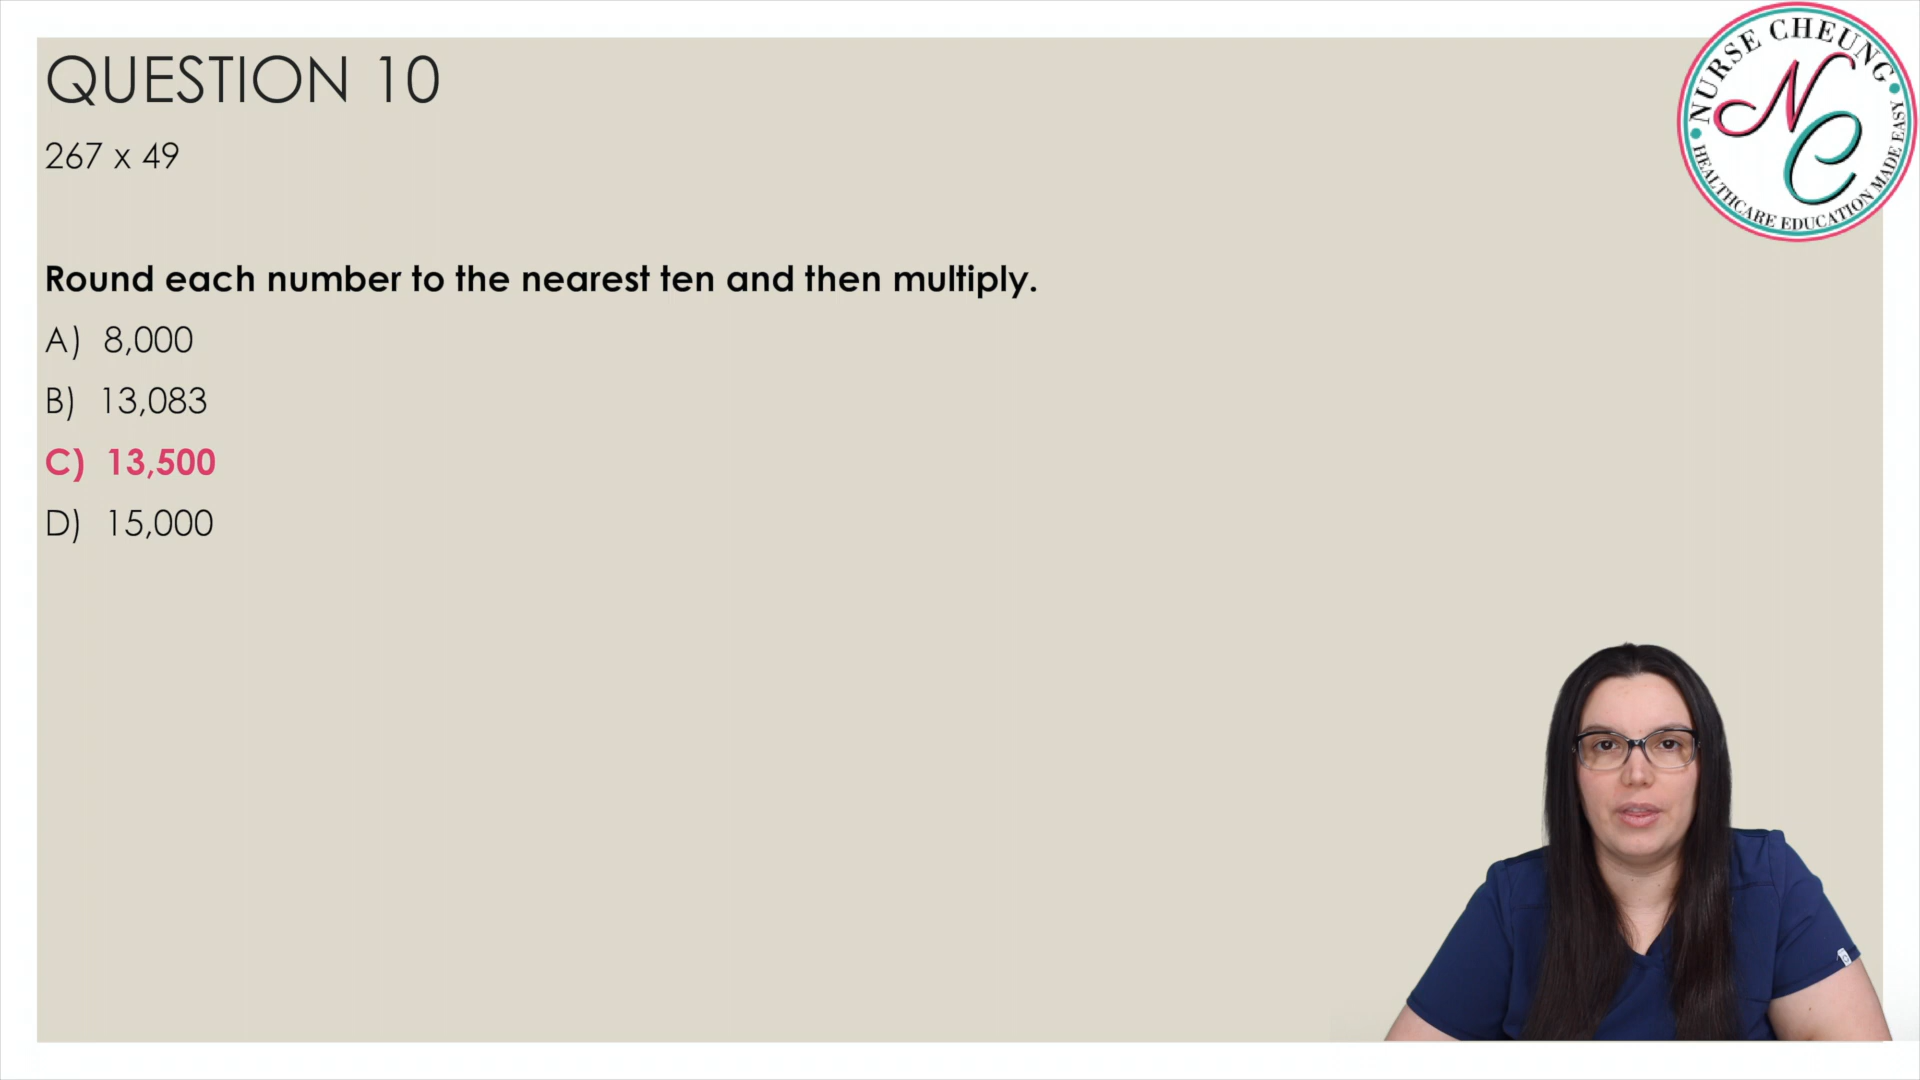 QUESTION 10
267 x 49
Round each number to the nearest ten and then multiply.
A) 8,000
B) 13,083
C) 13,500
D) 15,000
NURSE CHEUNG
NC
HEALTHCARE EDUCATION MADE EASY